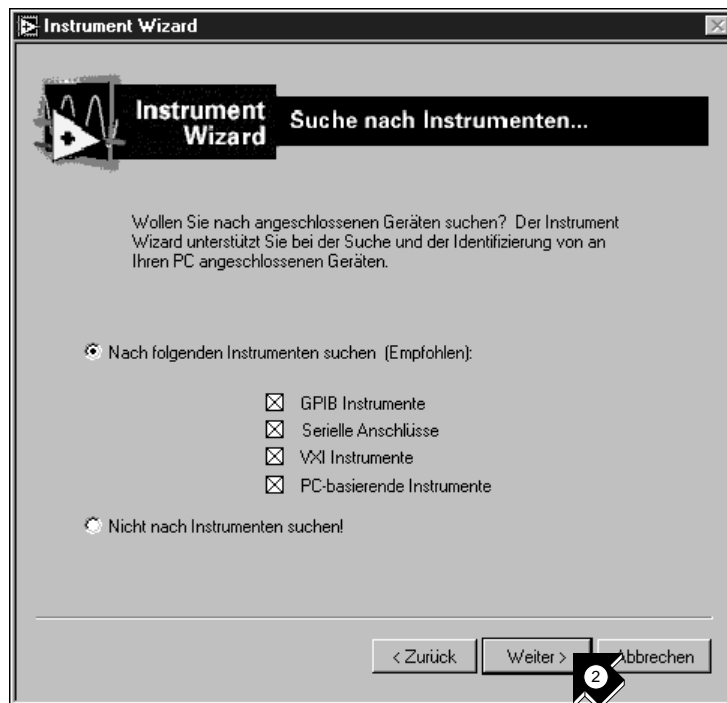 Instrument Wizard
Instrument
Wizard
Suche nach Instrumenten...
Wollen Sie nach angeschlossenen Geräten suchen? Der Instrument
Wizard unterstützt Sie bei der Suche und der Identifizierung von an
Ihren PC angeschlossenen Geräten.
Nach folgenden Instrumenten suchen (Empfohlen):
GPIB Instrumente
Serielle Anschlüsse
VXI Instrumente
PC-basierende Instrumente
Nicht nach Instrumenten suchen!
< Zurück
Weiter >
Abbrechen
2